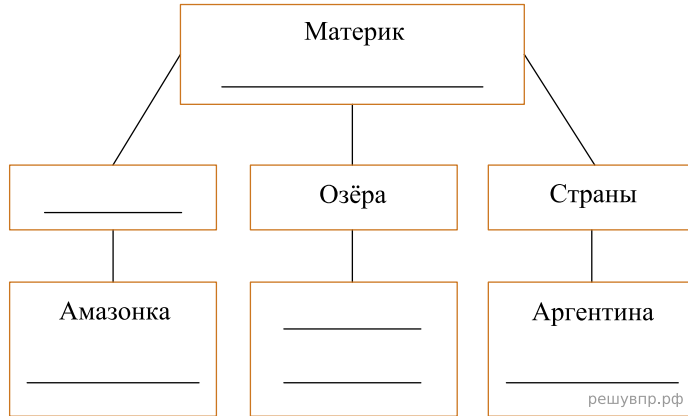 Материк
Озёра
Страны
Амазонка
Аргентина
решувпр.рф